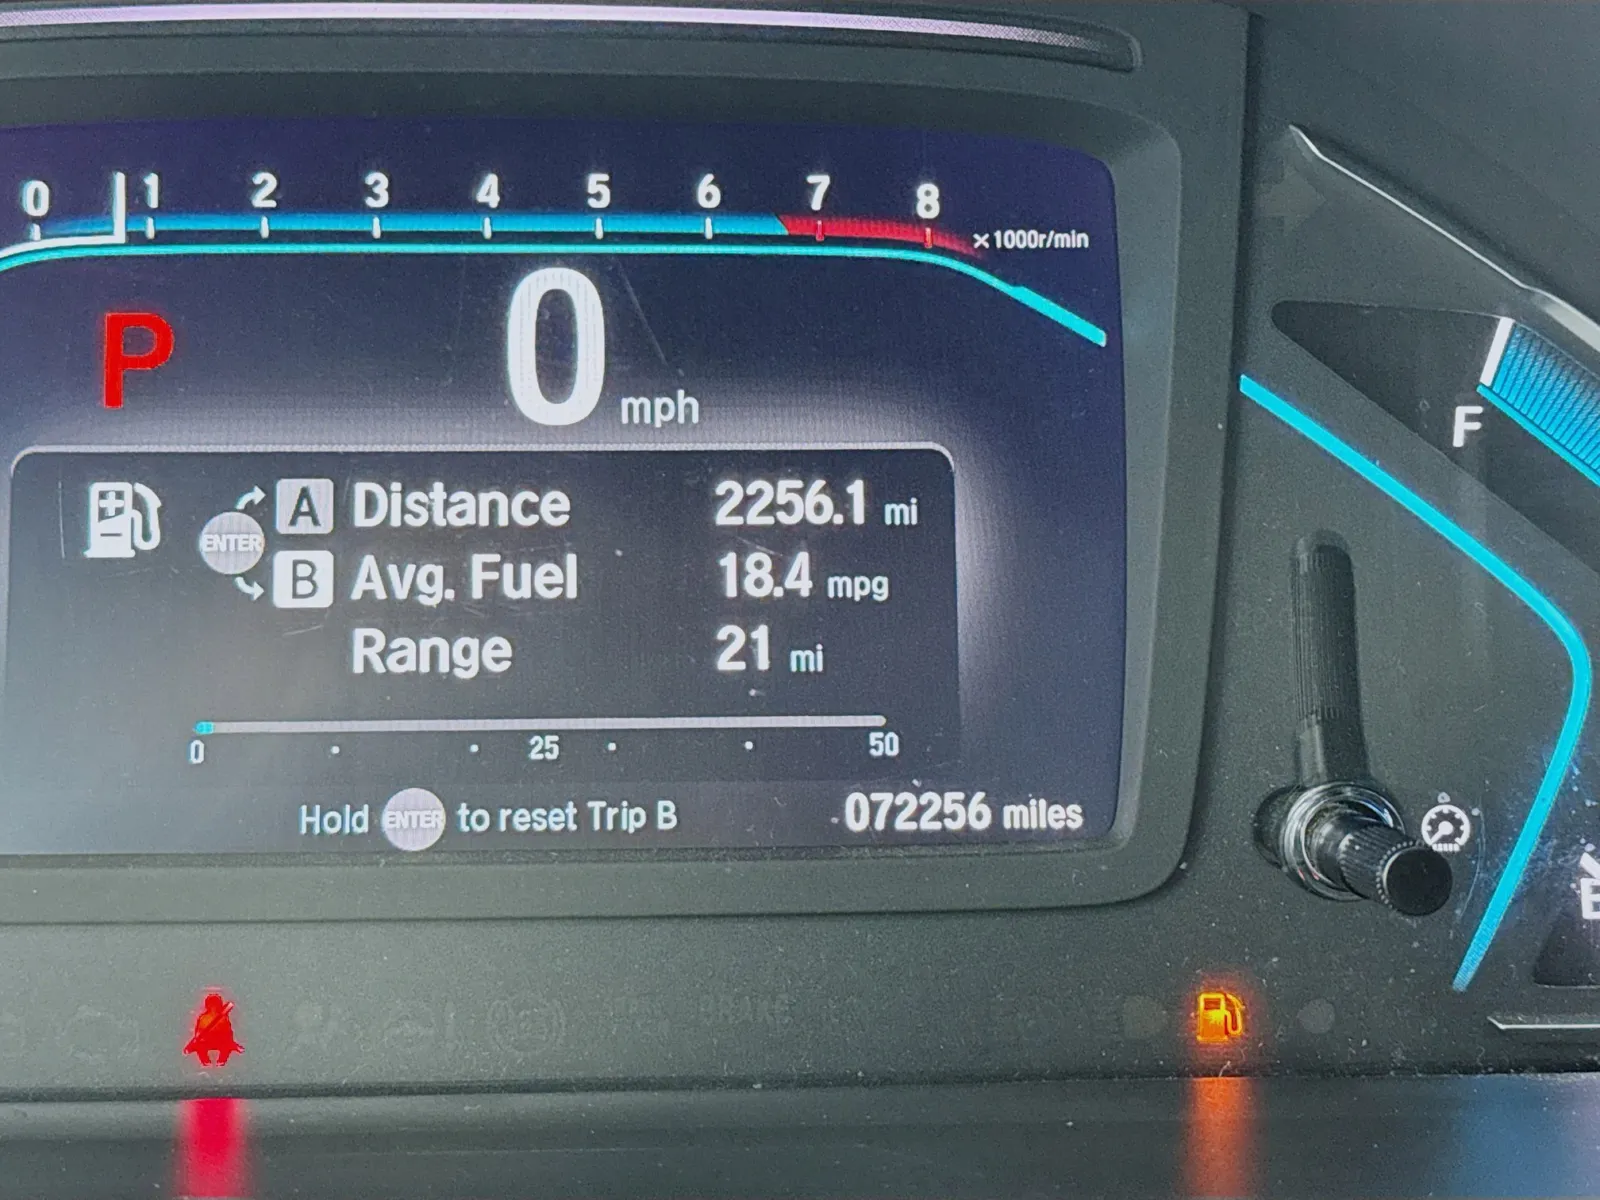 0 1 2 3 4 5 6 7 8
×1000r/min
P
0 mph
F
A Distance 2256.1 mi
ENTER
B Avg. Fuel 18.4 mpg
Range 21 mi
0 25 50
Hold ENTER to reset Trip B
072256 miles
E
BRAKE